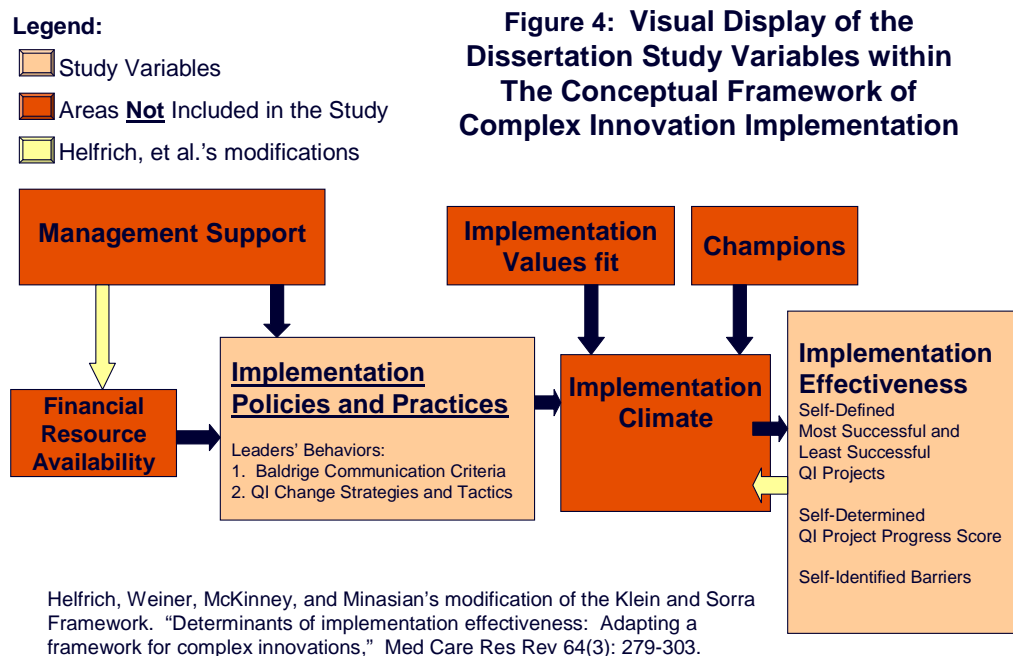 Legend:
Study Variables
Areas Not Included in the Study
Helfrich, et al.'s modifications
Figure 4: Visual Display of the
Dissertation Study Variables within
The Conceptual Framework of
Complex Innovation Implementation
Management Support
Implementation
Values fit
Champions
Financial
Resource
Availability
Implementation
Policies and Practices
Leaders' Behaviors:
1. Baldrige Communication Criteria
2. QI Change Strategies and Tactics
Implementation
Climate
Implementation
Effectiveness
Self-Defined
Most Successful and
Least Successful
QI Projects
Self-Determined
QI Project Progress Score
Self-Identified Barriers
Helfrich, Weiner, McKinney, and Minasian's modification of the Klein and Sorra
Framework. "Determinants of implementation effectiveness: Adapting a
framework for complex innovations," Med Care Res Rev 64(3): 279-303.